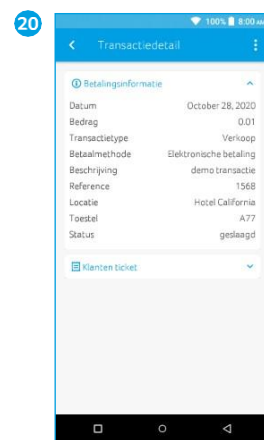 20
100% 8:00 AM
Transactiedetail
Betalingsinformatie
Datum October 28, 2020
Bedrag 0.01
Transactietype Verkoop
Betaalmethode Elektronische betaling
Beschrijving demo transactie
Reference 1568
Locatie Hotel California
Toestel A77
Status geslaagd
Klanten ticket